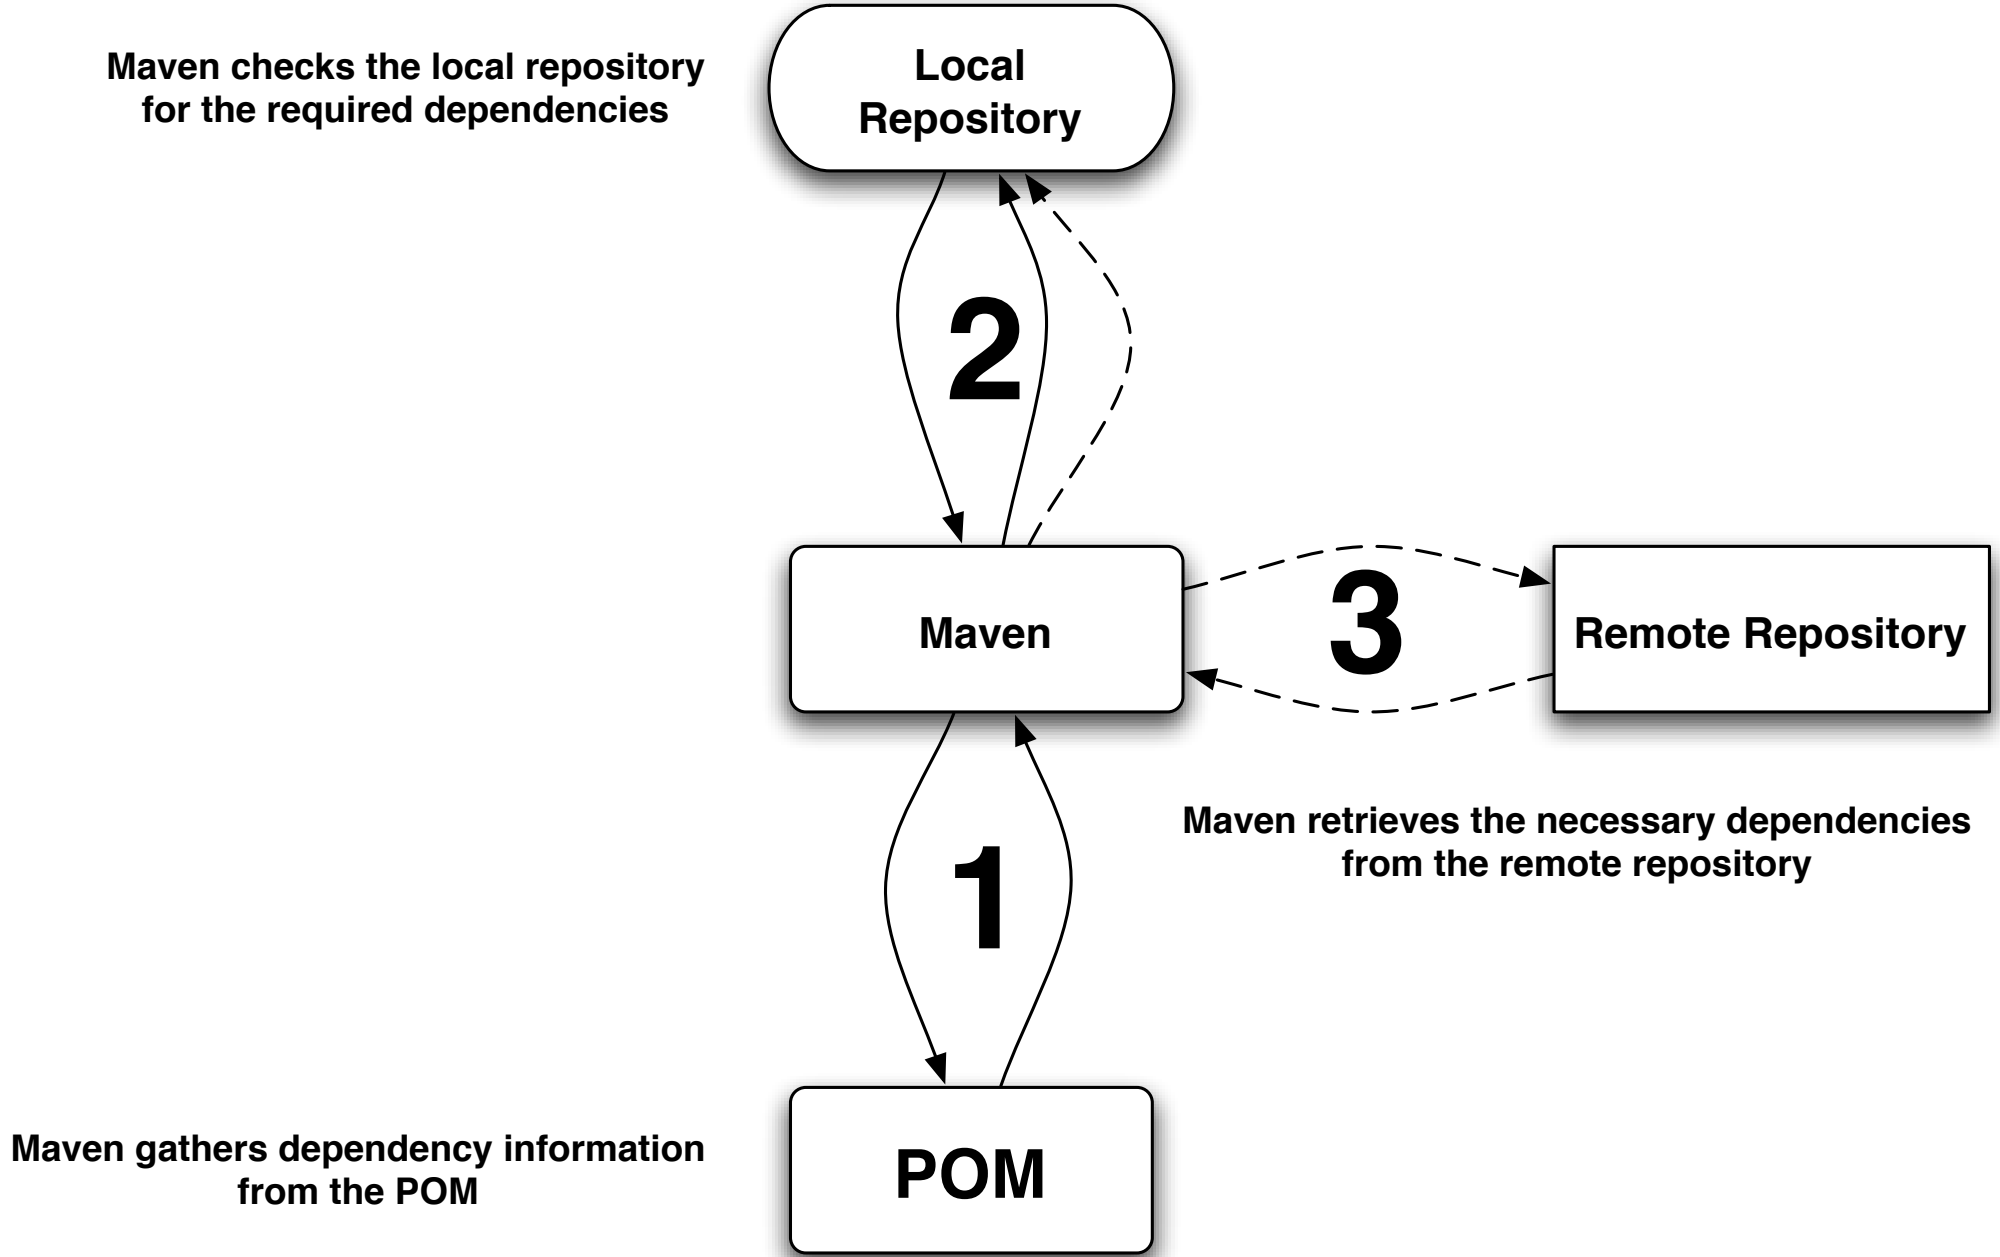 Maven checks the local repository
for the required dependencies
Local
Repository
2
Maven
3
Remote Repository
Maven retrieves the necessary dependencies
from the remote repository
1
Maven gathers dependency information
from the POM
POM